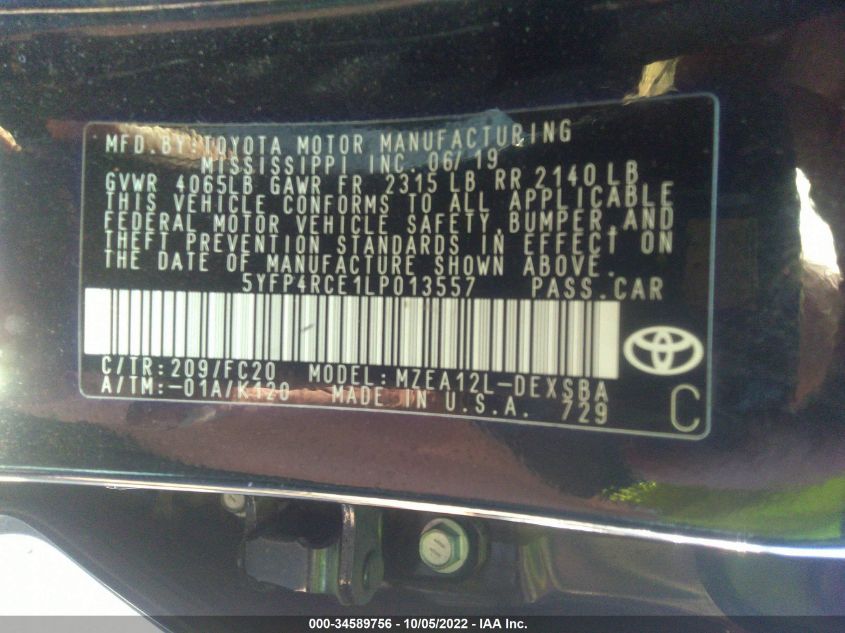 MFD.BY:TOYOTA MOTOR MANUFACTURING
MISSISSIPPI INC. 06/19
GVWR 4065LB GAWR FR 2315 LB RR 2140 LB
THIS VEHICLE CONFORMS TO ALL APPLICABLE
FEDERAL MOTOR VEHICLE SAFETY,BUMPER,AND
THEFT PREVENTION STANDARDS IN EFFECT ON
THE DATE OF MANUFACTURE SHOWN ABOVE.
5YFP4RCE1LP013557 PASS.CAR
C/TR:209/FC20 MODEL:MZEA12L-DEXSBA
A/TM:-01A/K120 MADE IN U.S.A. 729
C
000-34589756 - 10/05/2022 - IAA Inc.